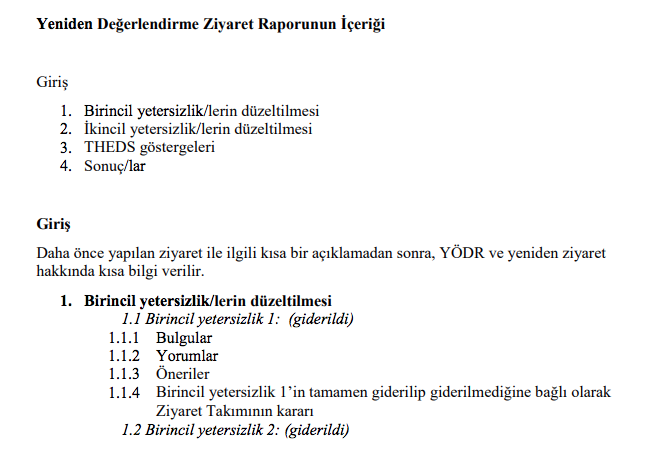 Yeniden Değerlendirme Ziyaret Raporunun İçeriği
Giriş
1. Birincil yetersizlik/lerin düzeltilmesi
2. İkincil yetersizlik/lerin düzeltilmesi
3. THEDS göstergeleri
4. Sonuç/lar
Giriş
Daha önce yapılan ziyaret ile ilgili kısa bir açıklamadan sonra, YÖDR ve yeniden ziyaret
hakkında kısa bilgi verilir.
1. Birincil yetersizlik/lerin düzeltilmesi
1.1 Birincil yetersizlik 1: (giderildi)
1.1.1 Bulgular
1.1.2 Yorumlar
1.1.3 Öneriler
1.1.4 Birincil yetersizlik 1’in tamamen giderilip giderilmediğine bağlı olarak
Ziyaret Takımının kararı
1.2 Birincil yetersizlik 2: (giderildi)